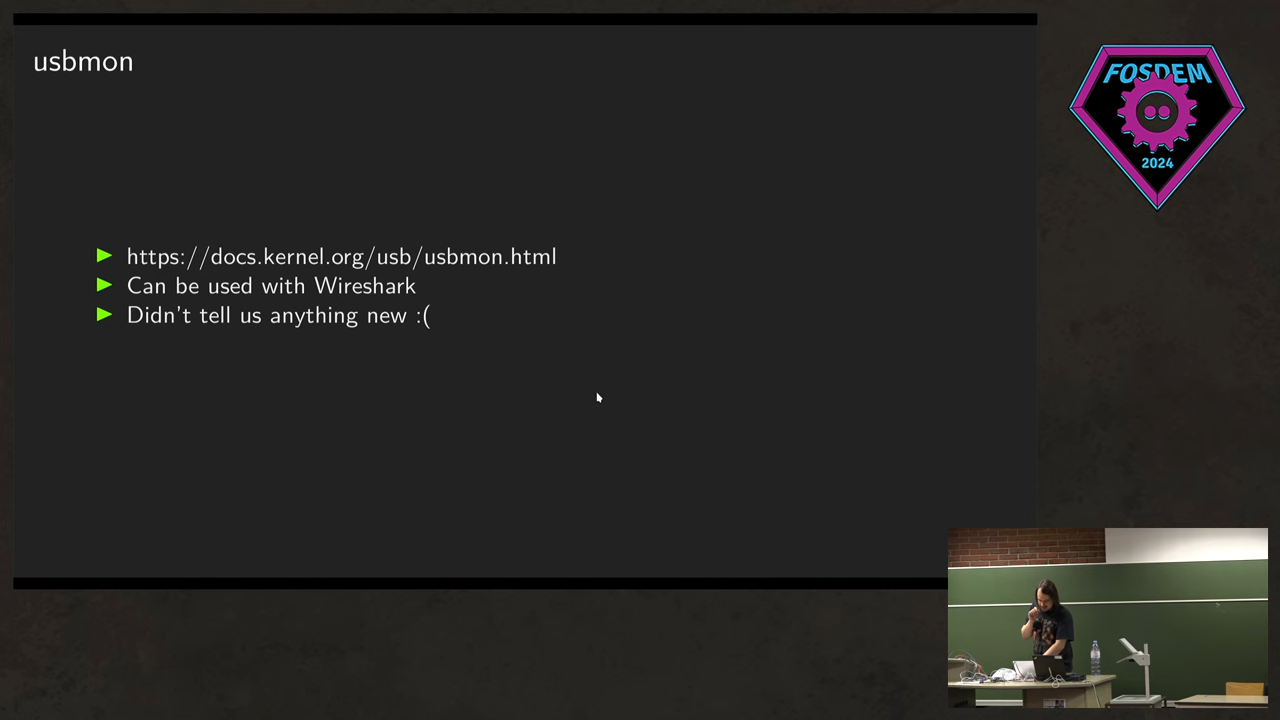 usbmon
https://docs.kernel.org/usb/usbmon.html
Can be used with Wireshark
Didn't tell us anything new :(
FOSDEM
2024